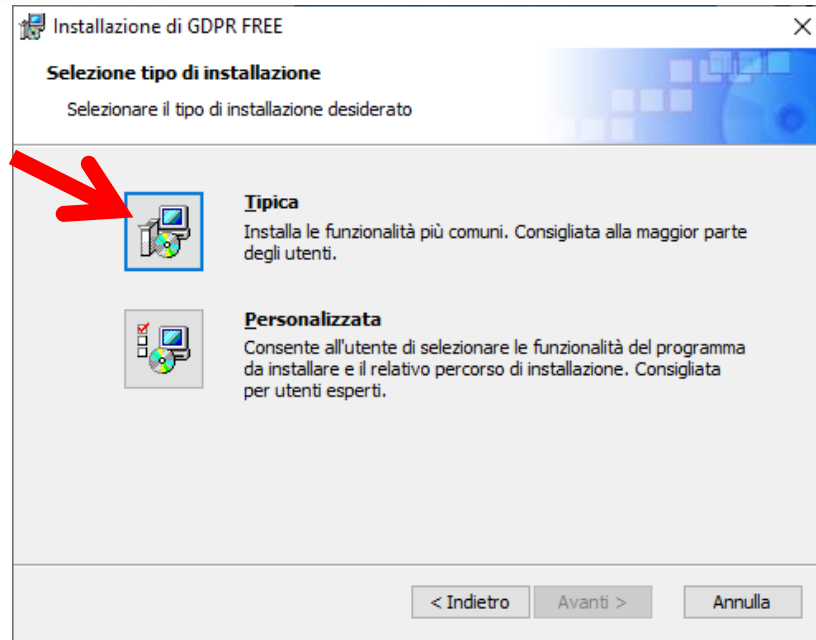 Installazione di GDPR FREE
Selezione tipo di installazione
Selezionare il tipo di installazione desiderato
Tipica
Installa le funzionalità più comuni. Consigliata alla maggior parte
degli utenti.
Personalizzata
Consente all'utente di selezionare le funzionalità del programma
da installare e il relativo percorso di installazione. Consigliata
per utenti esperti.
< Indietro Avanti > Annulla